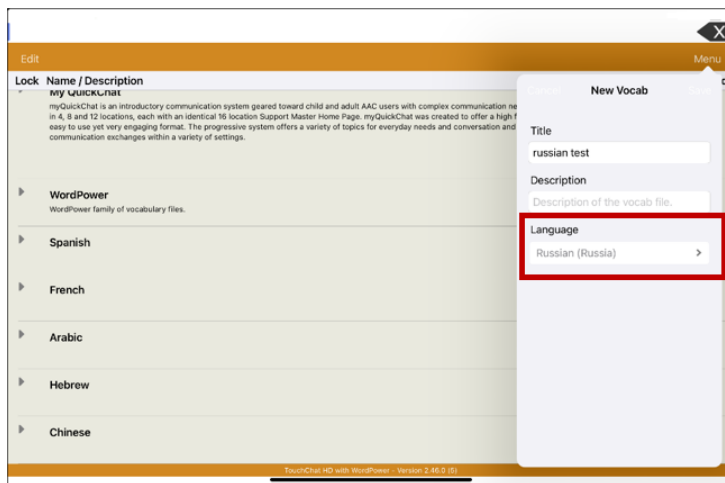 X
Edit
Menu
Lock Name / Description
My QuickChat
myQuickChat is an introductory communication system geared toward child and adult AAC users with complex communication ne
in 4, 8 and 12 locations, each with an identical 16 location Support Master Home Page. myQuickChat was created to offer a high f
easy to use yet very engaging format. The progressive system offers a variety of topics for everyday needs and conversation and
communication exchanges within a variety of settings.
WordPower
WordPower family of vocabulary files.
Spanish
French
Arabic
Hebrew
Chinese
New Vocab
Title
russian test
Description
Description of the vocab file.
Language
Russian (Russia)
TouchChat HD with WordPower - Version 2.46.0 (5)